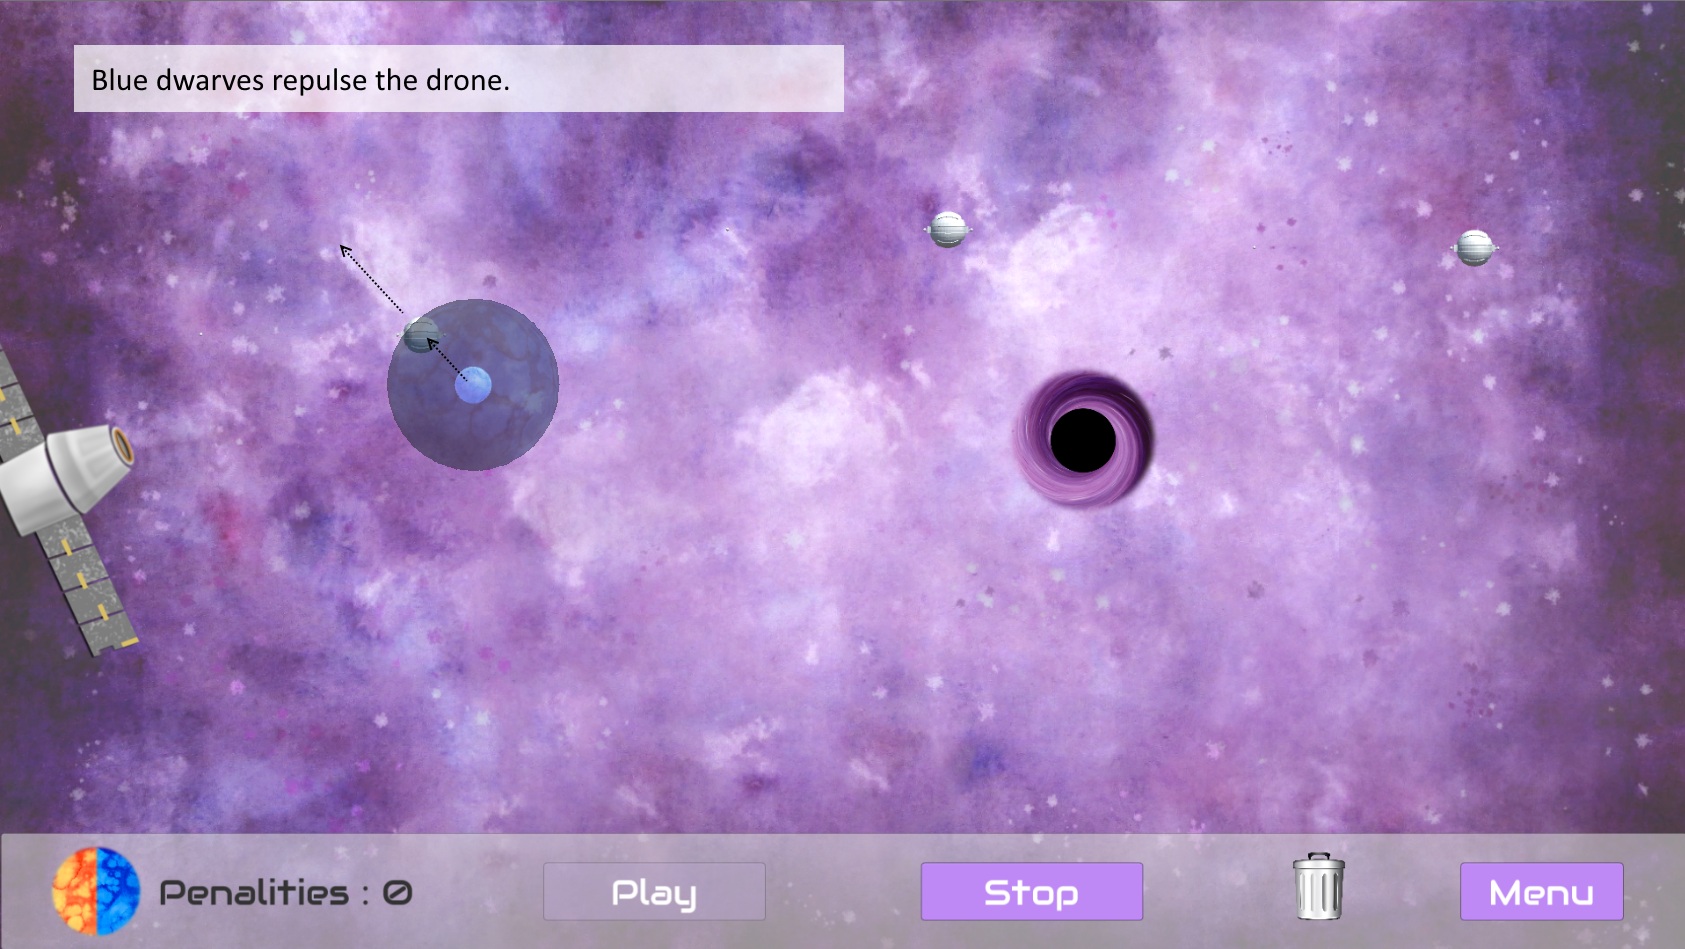 Blue dwarves repulse the drone.
Penalities : 0
Play
Stop
Menu